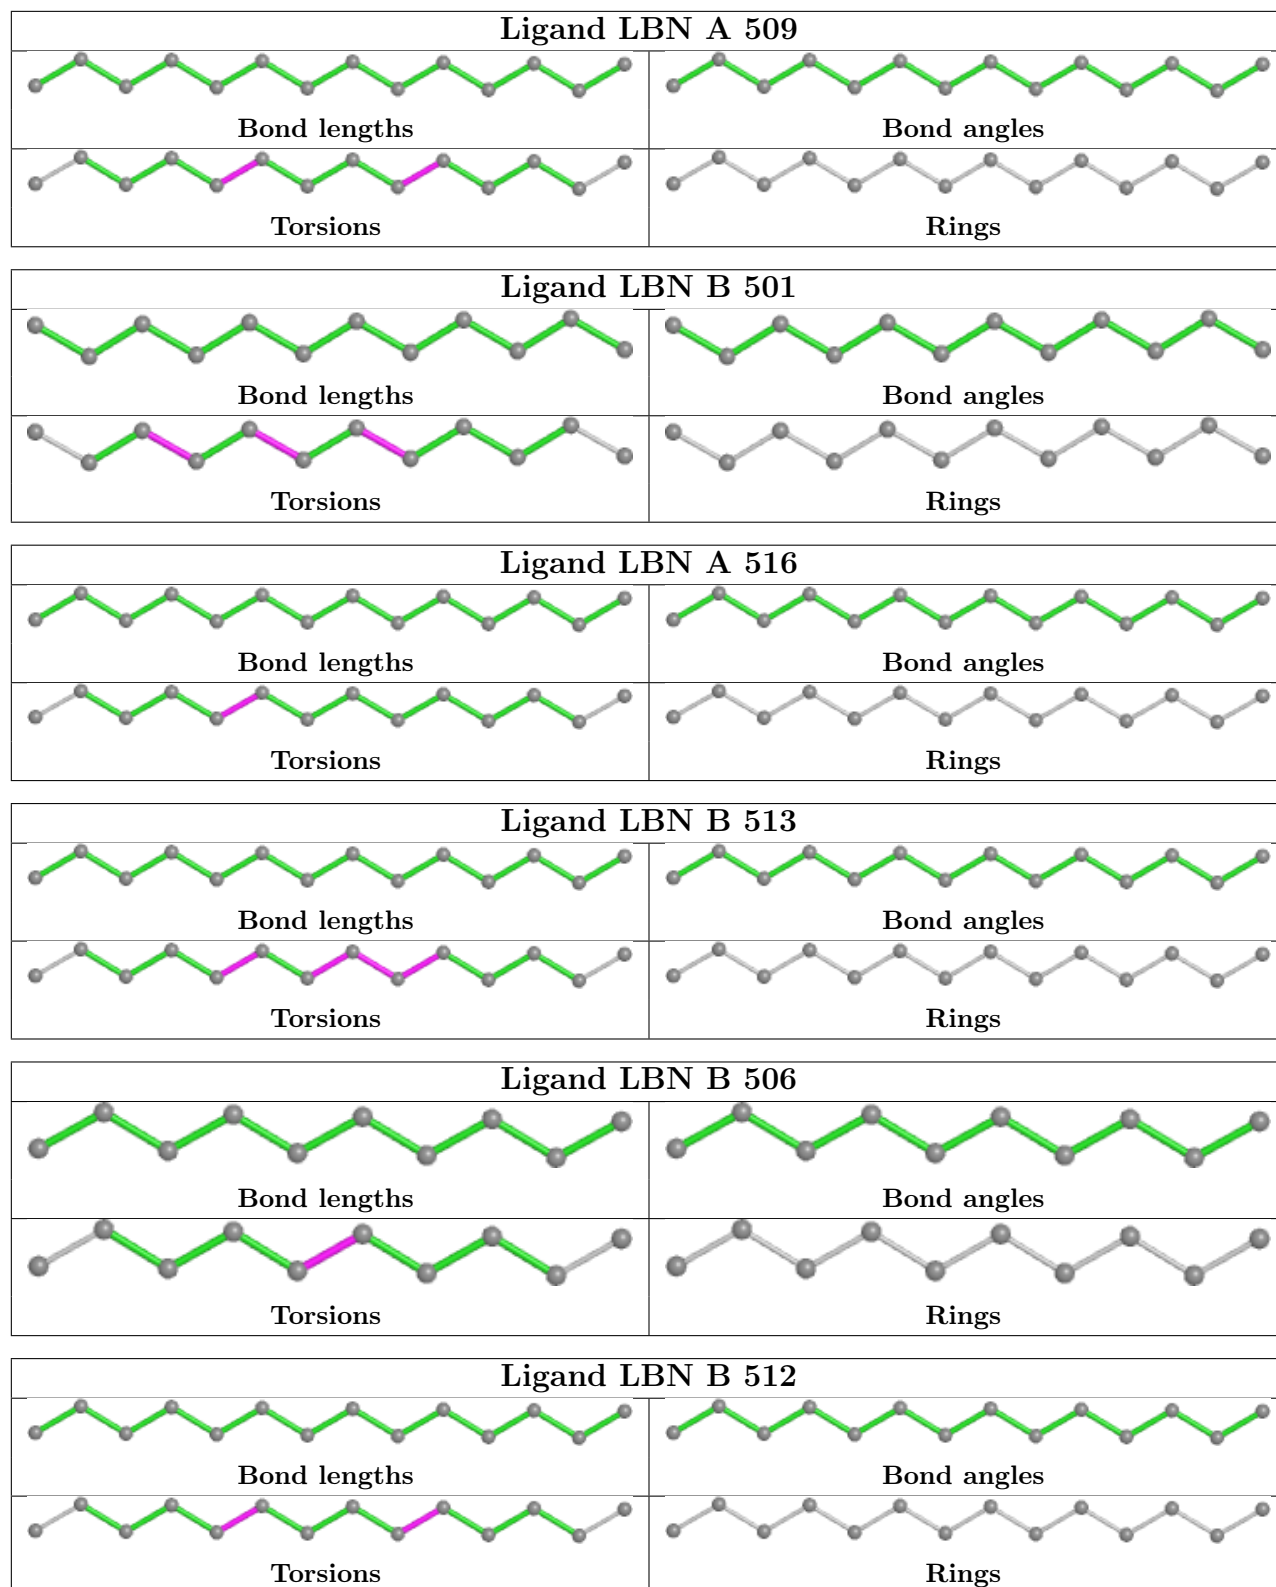 Ligand LBN A 509
Bond lengths Bond angles
Torsions Rings
Ligand LBN B 501
Bond lengths Bond angles
Torsions Rings
Ligand LBN A 516
Bond lengths Bond angles
Torsions Rings
Ligand LBN B 513
Bond lengths Bond angles
Torsions Rings
Ligand LBN B 506
Bond lengths Bond angles
Torsions Rings
Ligand LBN B 512
Bond lengths Bond angles
Torsions Rings